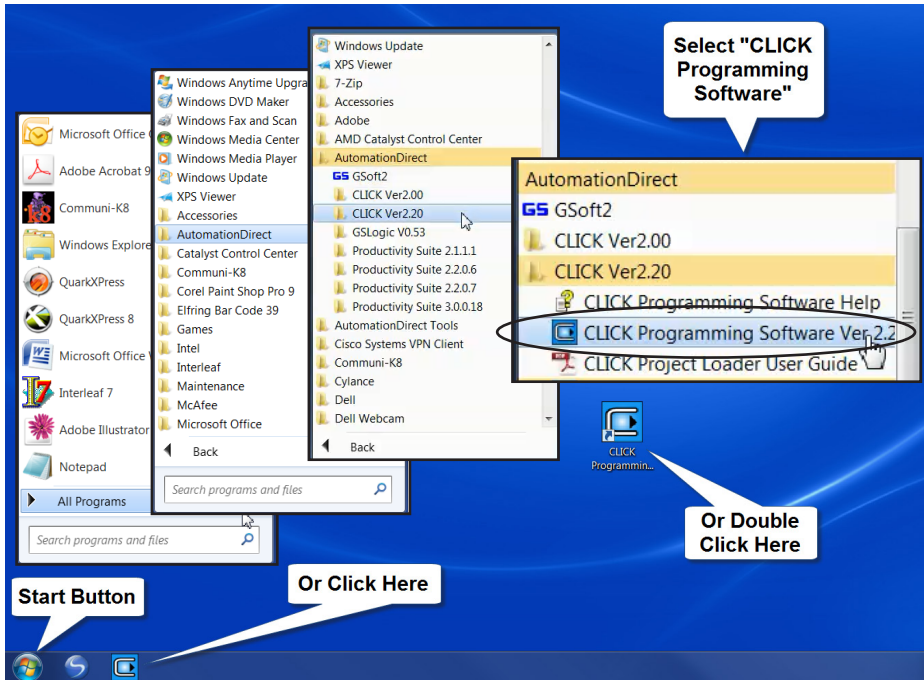 Microsoft Office
Adobe Acrobat 9
Communi-K8
Windows Explore
QuarkXPress
QuarkXPress 8
Microsoft Office
Interleaf 7
Adobe Illustrator
Notepad
All Programs
Search programs and files
Windows Anytime Upgra
Windows DVD Maker
Windows Fax and Scan
Windows Media Center
Windows Media Player
Windows Update
XPS Viewer
Accessories
AutomationDirect
Catalyst Control Center
Communi-K8
Corel Paint Shop Pro 9
Elfring Bar Code 39
Games
Intel
Interleaf
Maintenance
McAfee
Microsoft Office
Back
Search programs and files
Windows Update
XPS Viewer
7-Zip
Accessories
Adobe
AMD Catalyst Control Center
AutomationDirect
GS GSoft2
CLICK Ver2.00
CLICK Ver2.20
GSLogic V0.53
Productivity Suite 2.1.1.1
Productivity Suite 2.2.0.6
Productivity Suite 2.2.0.7
Productivity Suite 3.0.0.18
AutomationDirect Tools
Cisco Systems VPN Client
Communi-K8
Cylance
Dell
Dell Webcam
Back
Select "CLICK
Programming
Software"
AutomationDirect
GS GSoft2
CLICK Ver2.00
CLICK Ver2.20
CLICK Programming Software Help
CLICK Programming Software Ver 2.2
CLICK Project Loader User Guide
CLICK
Programmin...
Or Double
Click Here
Or Click Here
Start Button